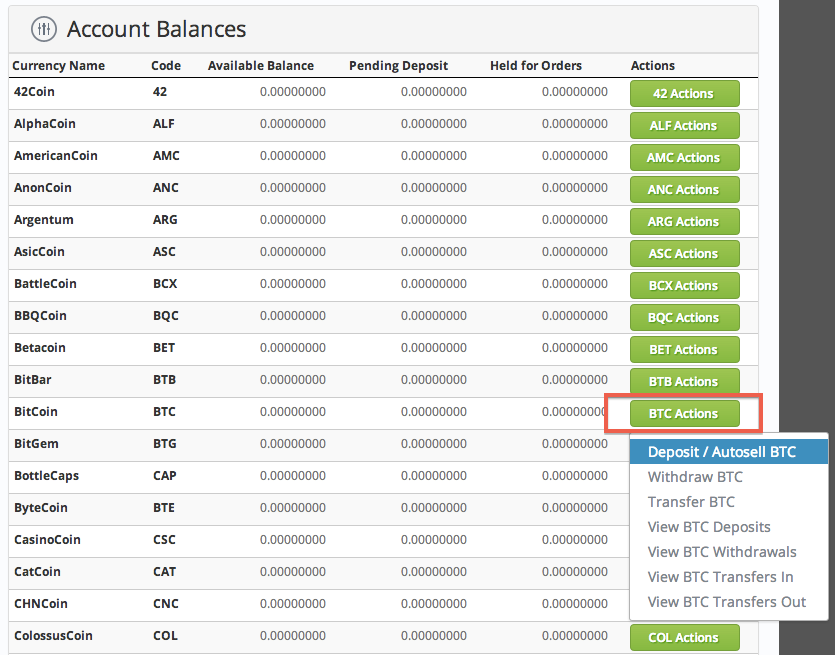 Account Balances
Currency Name Code Available Balance Pending Deposit Held for Orders Actions
42Coin 42 0.00000000 0.00000000 0.00000000 42 Actions
AlphaCoin ALF 0.00000000 0.00000000 0.00000000 ALF Actions
AmericanCoin AMC 0.00000000 0.00000000 0.00000000 AMC Actions
AnonCoin ANC 0.00000000 0.00000000 0.00000000 ANC Actions
Argentum ARG 0.00000000 0.00000000 0.00000000 ARG Actions
AsicCoin ASC 0.00000000 0.00000000 0.00000000 ASC Actions
BattleCoin BCX 0.00000000 0.00000000 0.00000000 BCX Actions
BBQCoin BQC 0.00000000 0.00000000 0.00000000 BQC Actions
Betacoin BET 0.00000000 0.00000000 0.00000000 BET Actions
BitBar BTB 0.00000000 0.00000000 0.00000000 BTB Actions
BitCoin BTC 0.00000000 0.00000000 0.00000000 BTC Actions
BitGem BTG 0.00000000 0.00000000 0.00000000 Deposit / Autosell BTC
BottleCaps CAP 0.00000000 0.00000000 0.00000000 Withdraw BTC
Transfer BTC
ByteCoin BTE 0.00000000 0.00000000 0.00000000 View BTC Deposits
CasinoCoin CSC 0.00000000 0.00000000 0.00000000 View BTC Withdrawals
CatCoin CAT 0.00000000 0.00000000 0.00000000 View BTC Transfers In
CHNCoin CNC 0.00000000 0.00000000 0.00000000 View BTC Transfers Out
ColossusCoin COL 0.00000000 0.00000000 0.00000000 COL Actions